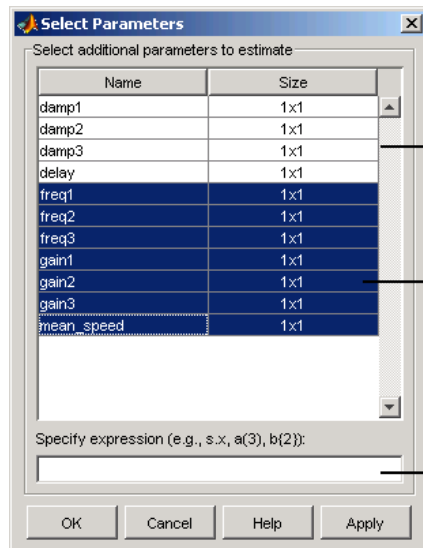 Select Parameters
Select additional parameters to estimate
Name Size
damp1 1x1
damp2 1x1
damp3 1x1
delay 1x1
freq1 1x1
freq2 1x1
freq3 1x1
gain1 1x1
gain2 1x1
gain3 1x1
mean_speed 1x1
Specify expression (e.g., s.x, a(3), b{2}):
OK Cancel Help Apply